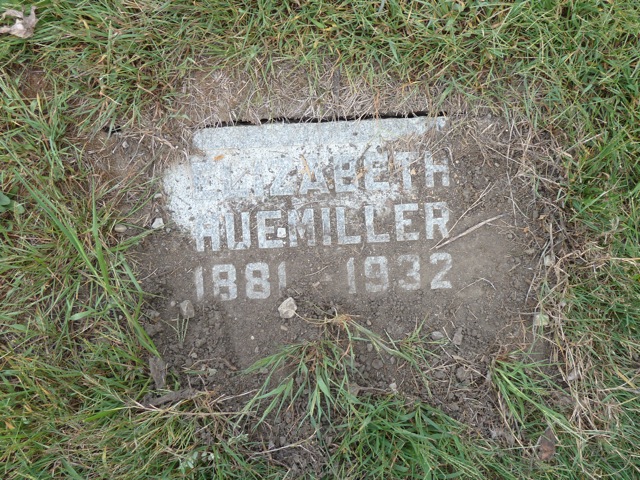 ELIZABETH
HUEMILLER
1881 1932